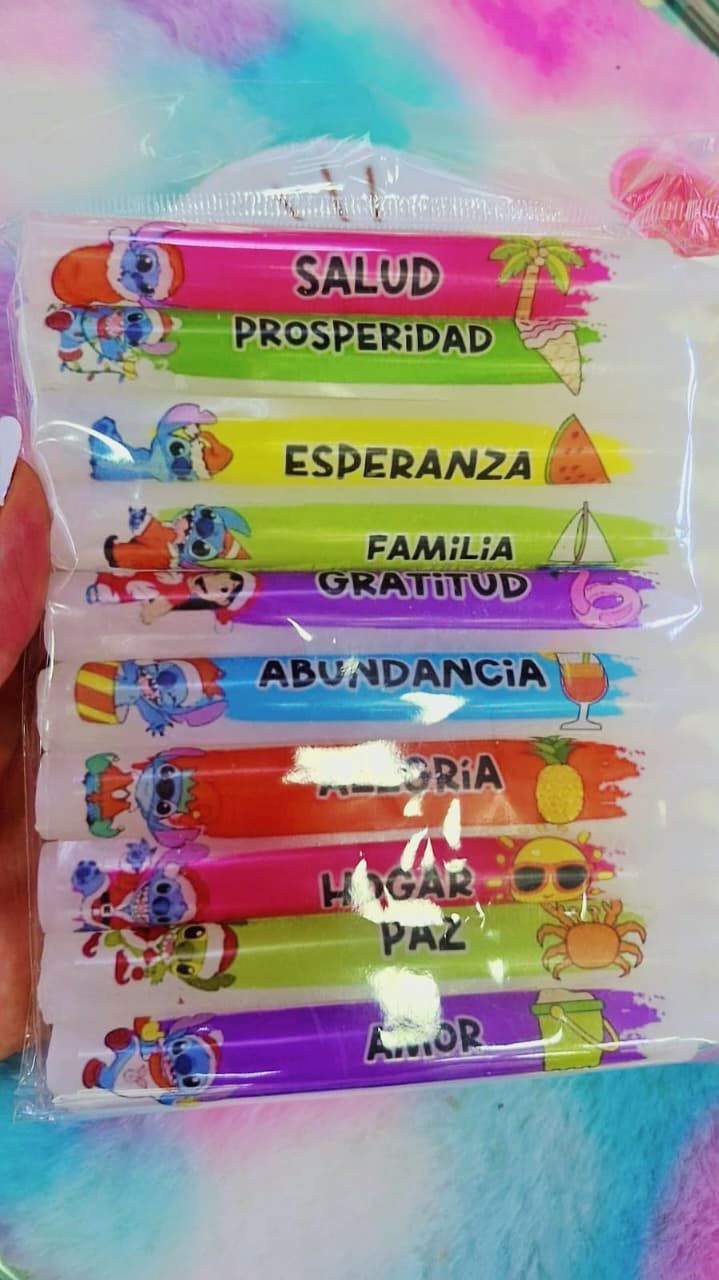 SALUD
PROSPERiDAD
ESPERANZA
FAMiLiA
GRATiTUD
ABUNDANCiA
ALEGRiA
HOGAR
PAZ
AMOR